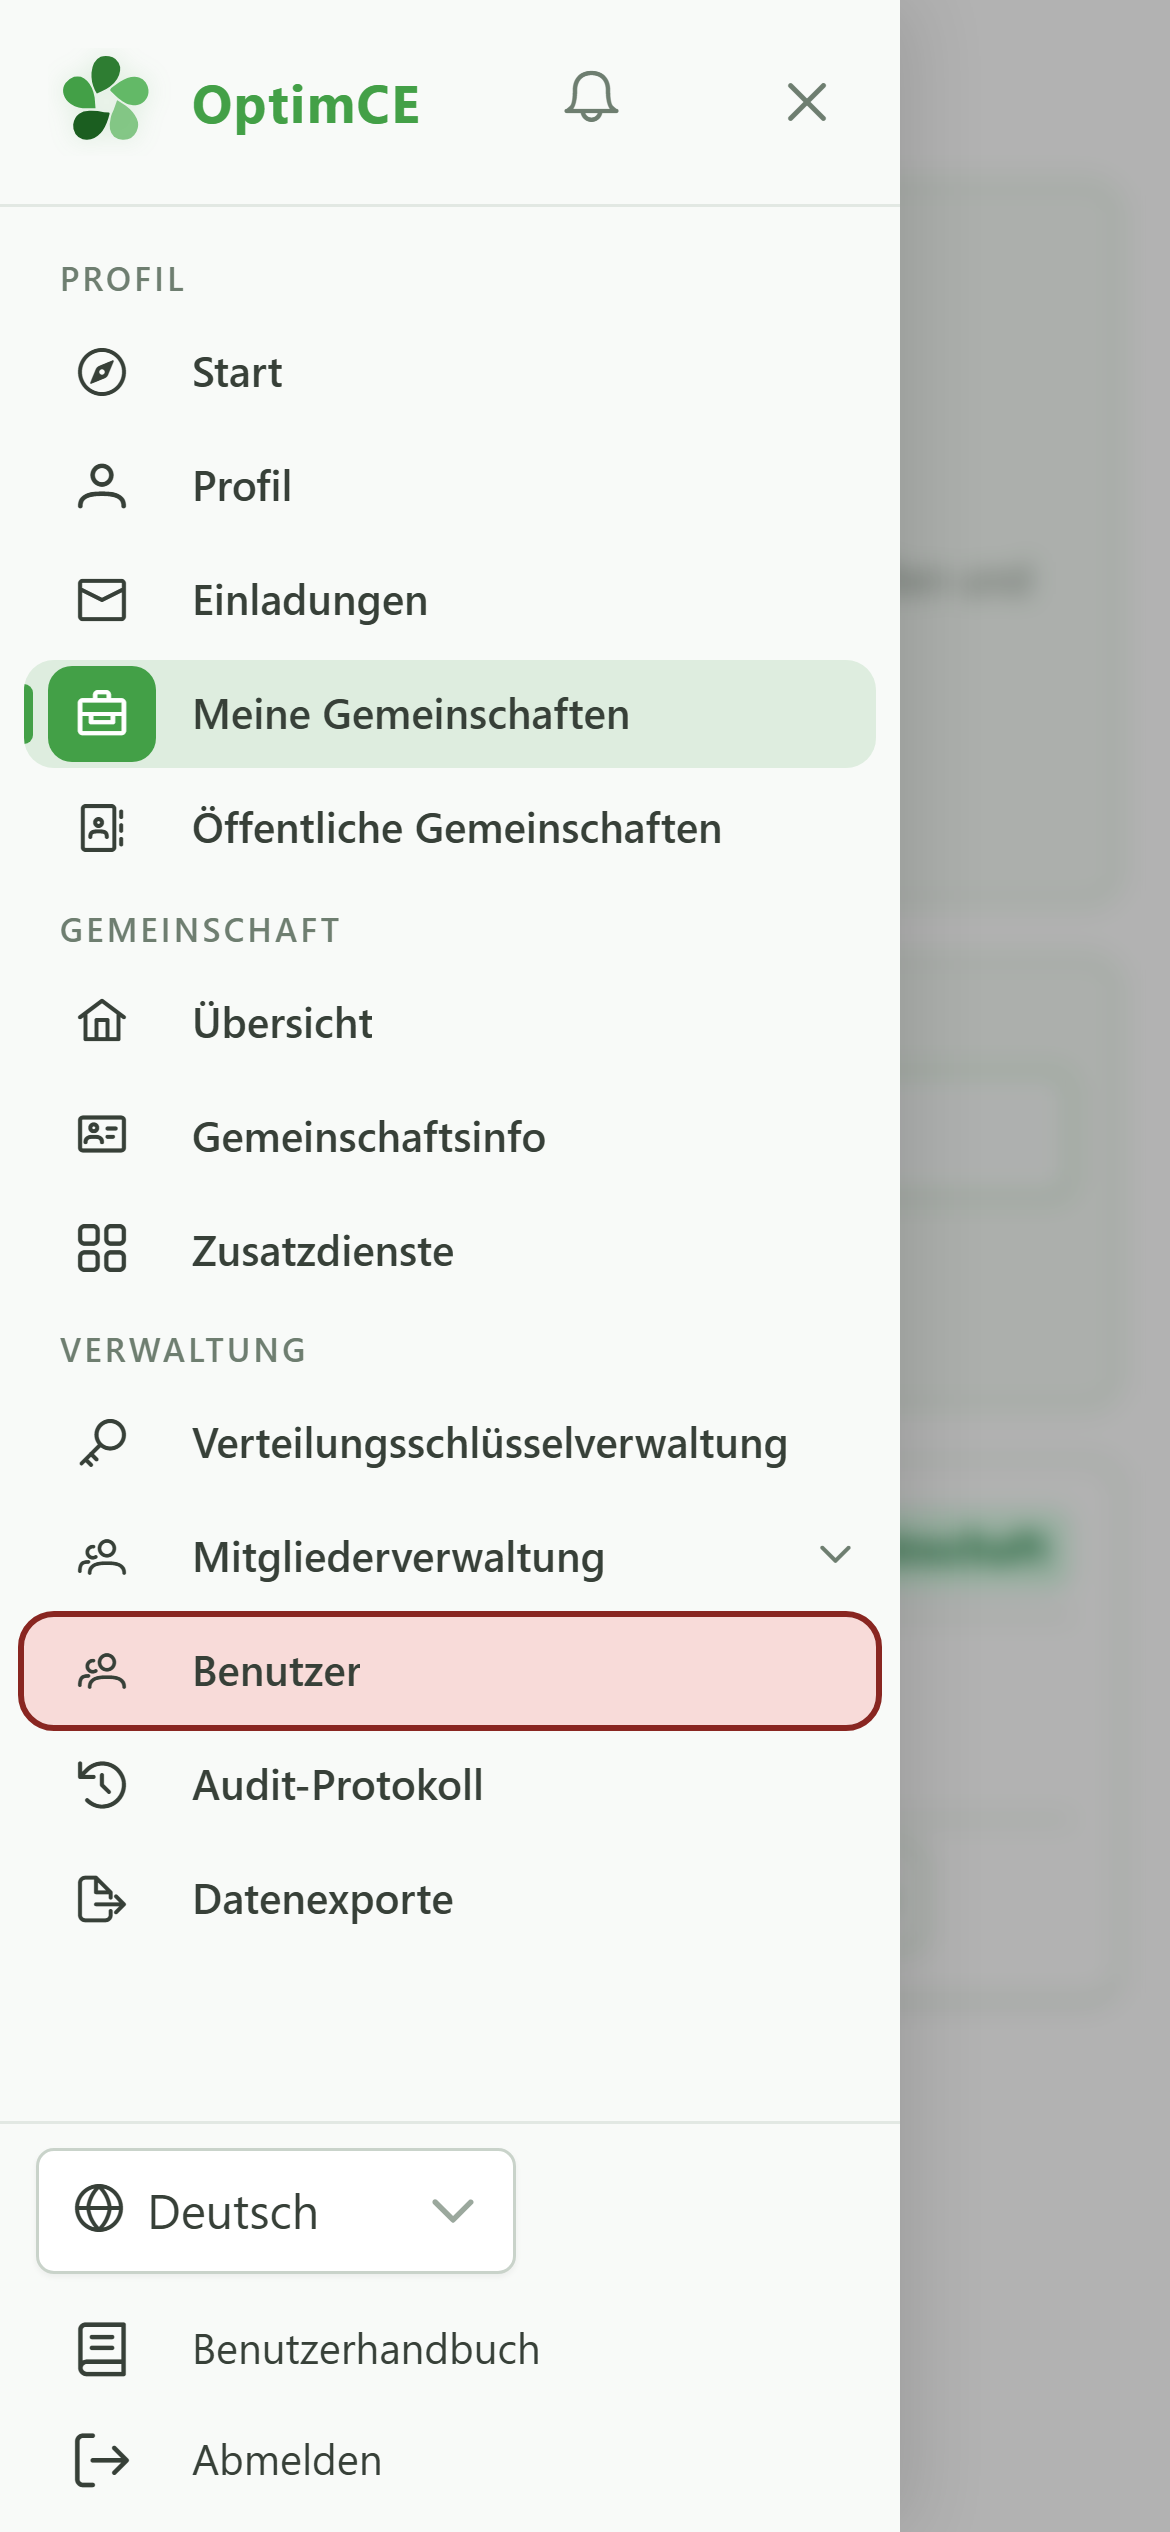 OptimCE
PROFIL
Start
Profil
Einladungen
Meine Gemeinschaften
Öffentliche Gemeinschaften
GEMEINSCHAFT
Übersicht
Gemeinschaftsinfo
Zusatzdienste
VERWALTUNG
Verteilungsschlüsselverwaltung
Mitgliederverwaltung
Benutzer
Audit-Protokoll
Datenexporte
Deutsch
Benutzerhandbuch
Abmelden